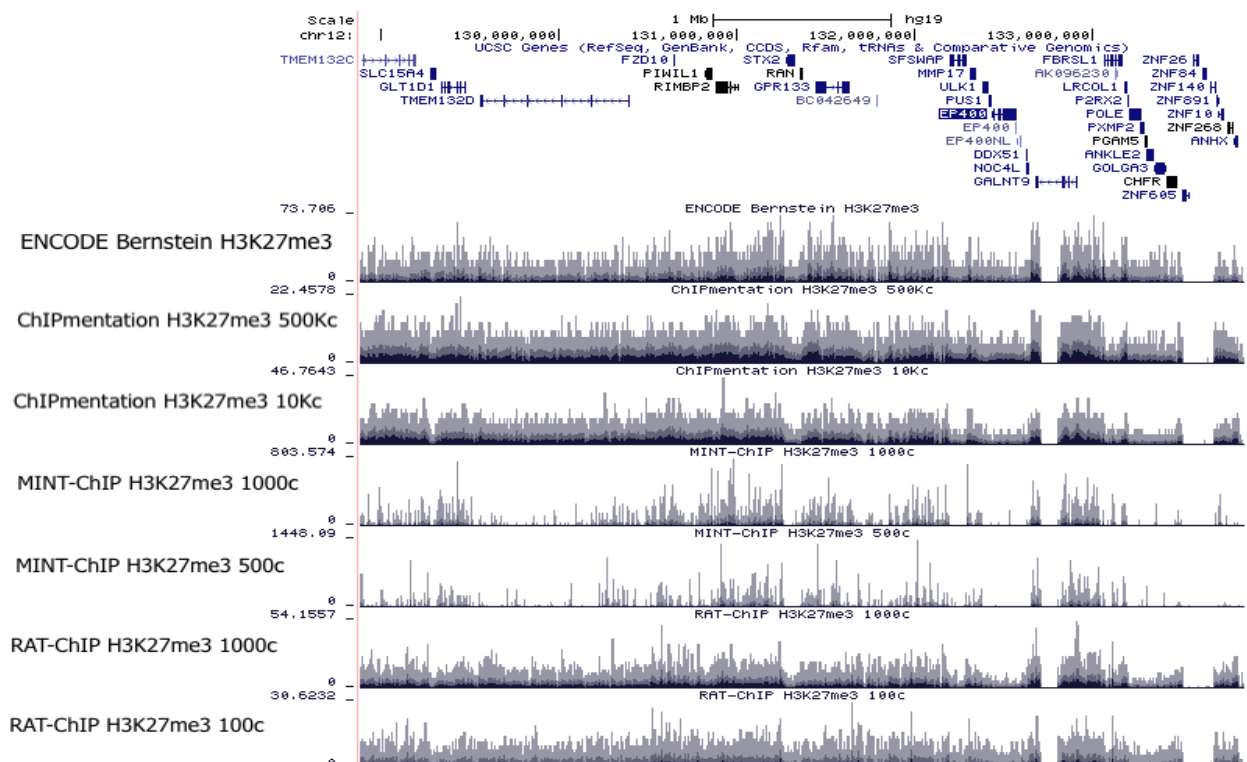 Scale 1 Mb hg19
chr12: 130,000,000 131,000,000 132,000,000 133,000,000
UCSC Genes (RefSeq, GenBank, CCDS, Rfam, tRNAs & Comparative Genomics)
TMEM132C FZD10 STX2 SFSWAP FBRSL1 ZNF26
SLC15A4 PIWIL1 RAN MMP17 AK096230 ZNF84
GLT1D1 RIMBP2 GPR133 ULK1 LRCOL1 ZNF140
TMEM132D BC042649 PUS1 P2RX2 ZNF891
EP400 POLE ZNF10
EP400 PXMP2 ZNF268
EP400NL PGAM5 ANHX
DDX51 ANKLE2
NOC4L GOLGA3
GALNT9 CHFR
ZNF605
73.706 _ ENCODE Bernstein H3K27me3
ENCODE Bernstein H3K27me3
0 _
22.4578 _ ChIPmentation H3K27me3 500Kc
ChIPmentation H3K27me3 500Kc
0 _
46.7643 _ ChIPmentation H3K27me3 10Kc
ChIPmentation H3K27me3 10Kc
0 _
803.574 _ MINT-ChIP H3K27me3 1000c
MINT-ChIP H3K27me3 1000c
0 _
1448.09 _ MINT-ChIP H3K27me3 500c
MINT-ChIP H3K27me3 500c
0 _
54.1557 _ RAT-ChIP H3K27me3 1000c
RAT-ChIP H3K27me3 1000c
0 _
30.6232 _ RAT-ChIP H3K27me3 100c
RAT-ChIP H3K27me3 100c
0 _